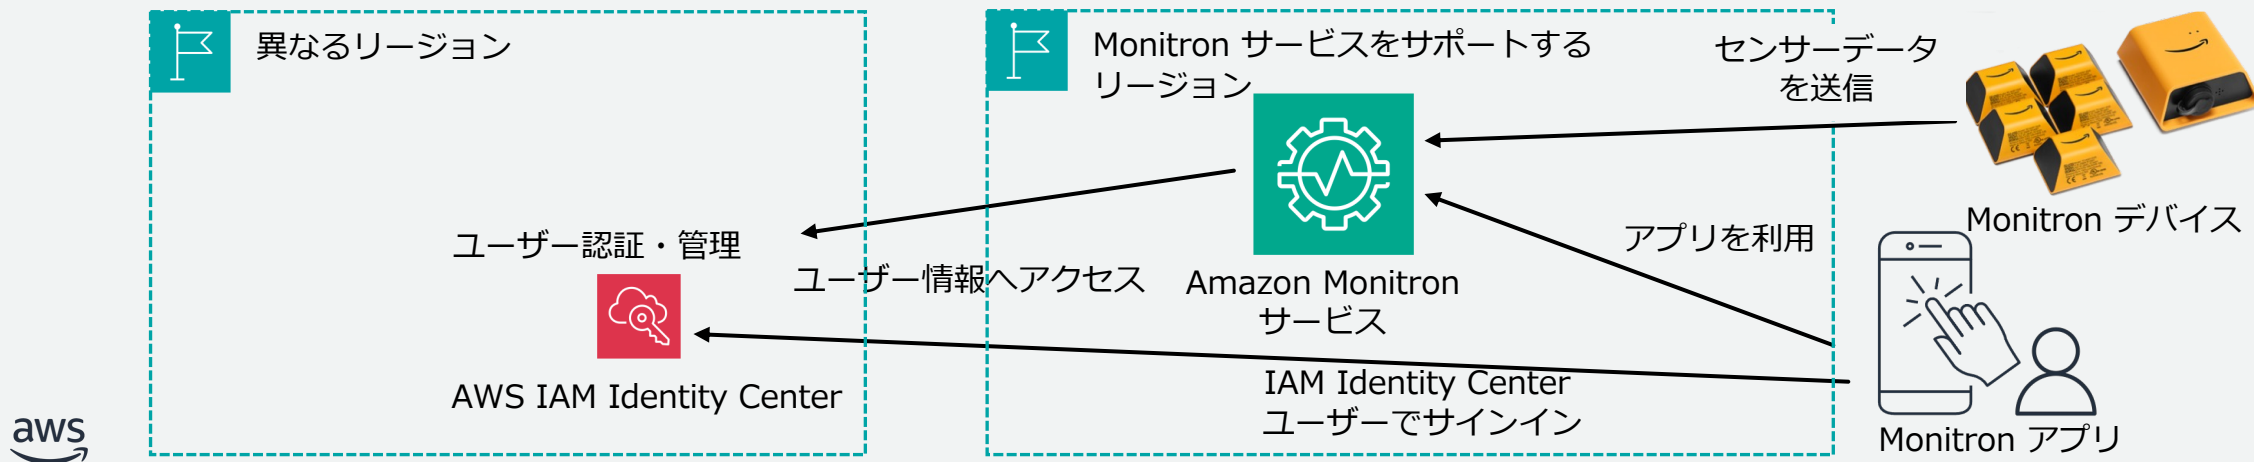 異なるリージョン
Monitron サービスをサポートする
リージョン
センサーデータ
を送信
Monitron デバイス
ユーザー認証・管理
ユーザー情報へアクセス
アプリを利用
Amazon Monitron
サービス
AWS IAM Identity Center
IAM Identity Center
ユーザーでサインイン
Monitron アプリ
aws